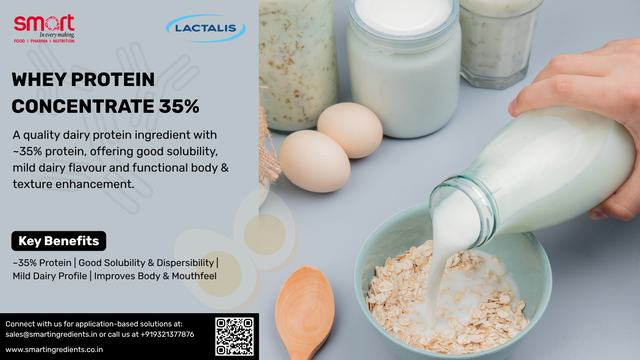 smart
In every making.
FOOD | PHARMA | NUTRITION
LACTALIS
WHEY PROTEIN
CONCENTRATE 35%
A quality dairy protein ingredient with
~35% protein, offering good solubility,
mild dairy flavour and functional body &
texture enhancement.
Key Benefits
~35% Protein | Good Solubility & Dispersibility |
Mild Dairy Profile | Improves Body & Mouthfeel
Connect with us for application-based solutions at:
sales@smartingredients.in or call us at +919321377876
www.smartingredients.co.in